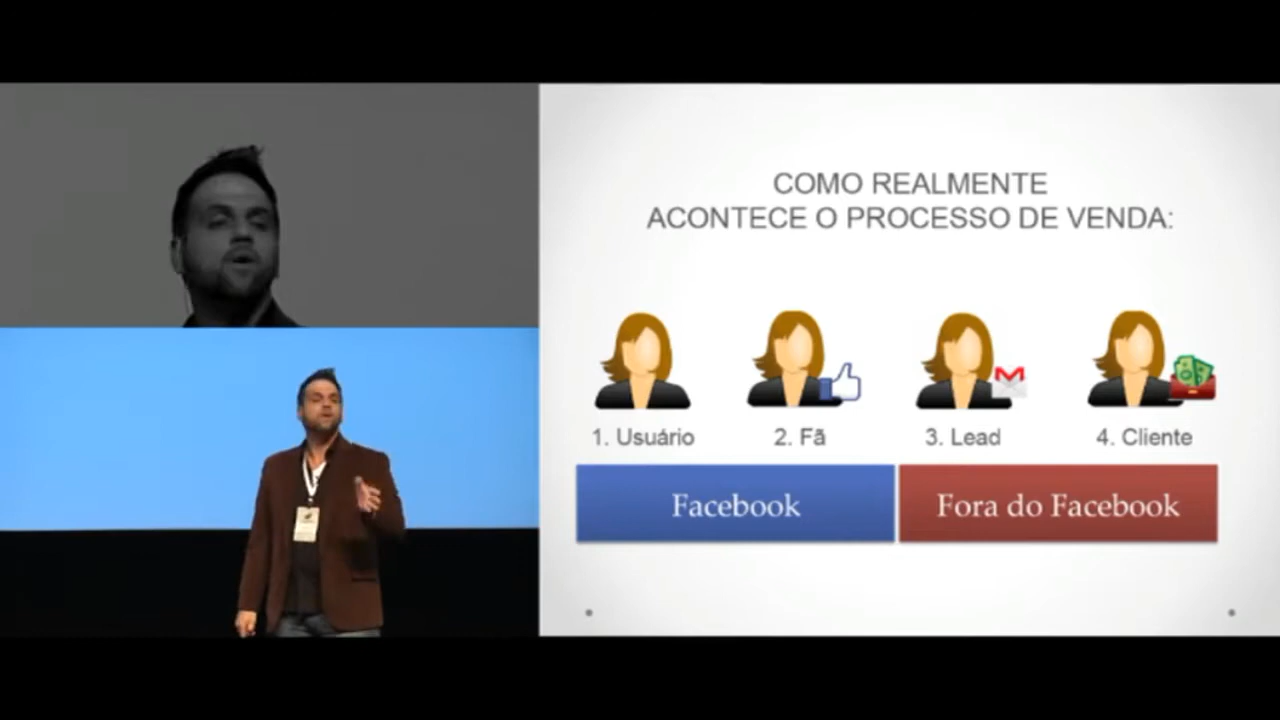 COMO REALMENTE
ACONTECE O PROCESSO DE VENDA:
1. Usuário
2. Fã
3. Lead
4. Cliente
Facebook
Fora do Facebook